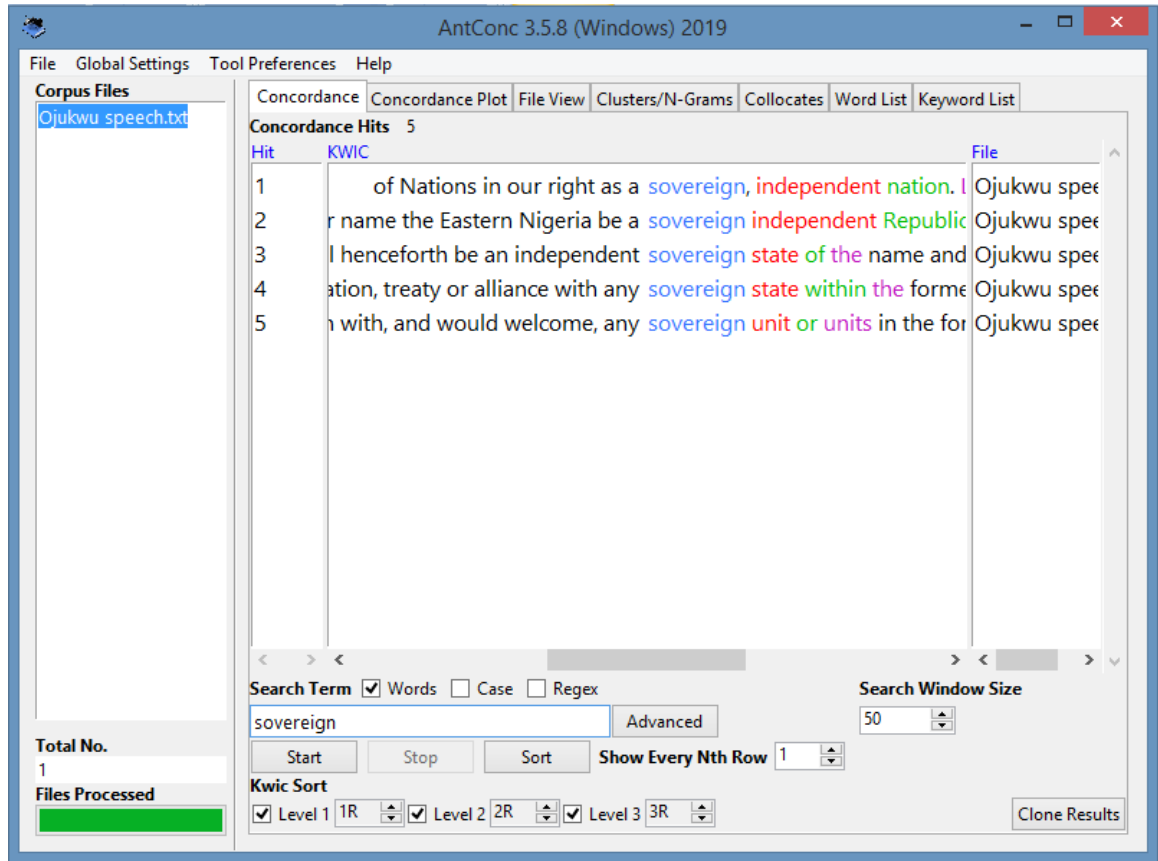 AntConc 3.5.8 (Windows) 2019
File Global Settings Tool Preferences Help
Corpus Files
Ojukwu speech.txt
Concordance Concordance Plot File View Clusters/N-Grams Collocates Word List Keyword List
Concordance Hits 5
Hit KWIC File
1 of Nations in our right as a sovereign, independent nation. Ojukwu spee
2 r name the Eastern Nigeria be a sovereign independent Republic Ojukwu spee
3 l henceforth be an independent sovereign state of the name and Ojukwu spee
4 ation, treaty or alliance with any sovereign state within the forme Ojukwu spee
5 with, and would welcome, any sovereign unit or units in the for Ojukwu spee
Search Term Words Case Regex Search Window Size
sovereign Advanced 50
Total No.
1
Start Stop Sort Show Every Nth Row 1
Files Processed
Kwic Sort
Level 1 1R Level 2 2R Level 3 3R Clone Results